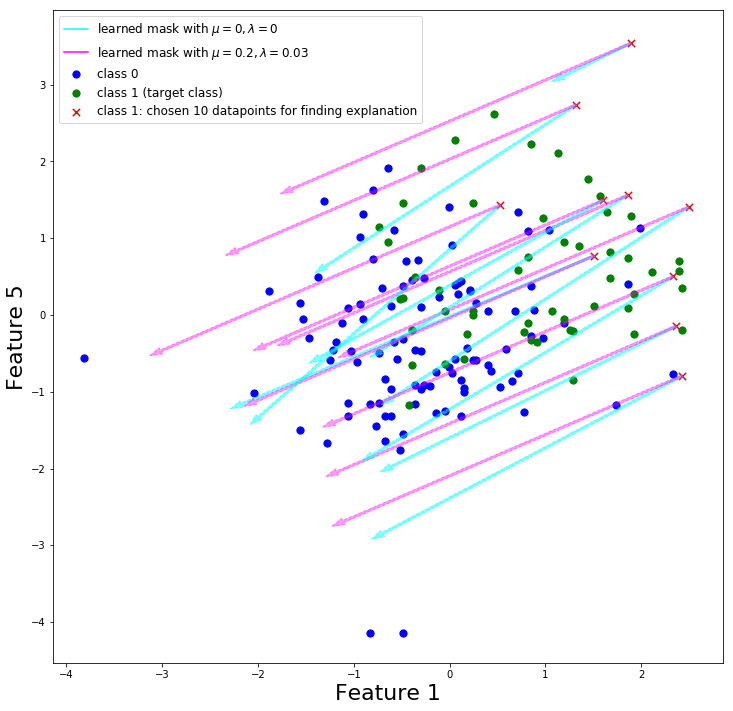 learned mask with μ = 0, λ = 0
learned mask with μ = 0.2, λ = 0.03
class 0
class 1 (target class)
class 1: chosen 10 datapoints for finding explanation
3
2
1
0
−1
−2
−3
−4
Feature 5
−4 −3 −2 −1 0 1 2
Feature 1